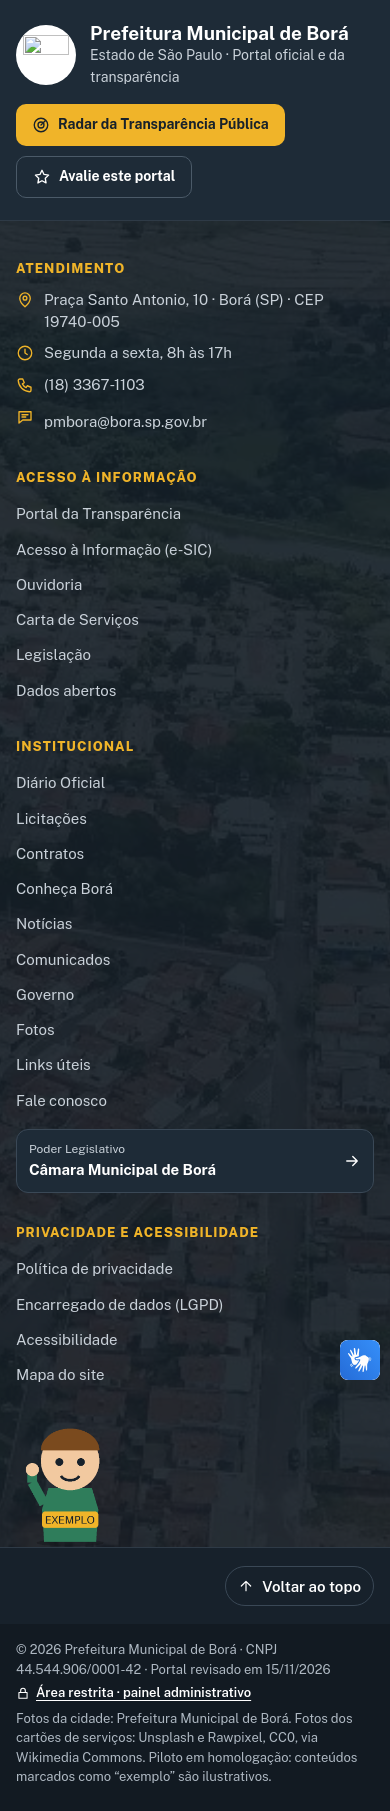 Prefeitura Municipal de Borá
Estado de São Paulo · Portal oficial e da
transparência
Radar da Transparência Pública
Avalie este portal
ATENDIMENTO
Praça Santo Antonio, 10 · Borá (SP) · CEP
19740-005
Segunda a sexta, 8h às 17h
(18) 3367-1103
pmbora@bora.sp.gov.br
ACESSO À INFORMAÇÃO
Portal da Transparência
Acesso à Informação (e-SIC)
Ouvidoria
Carta de Serviços
Legislação
Dados abertos
INSTITUCIONAL
Diário Oficial
Licitações
Contratos
Conheça Borá
Notícias
Comunicados
Governo
Fotos
Links úteis
Fale conosco
Poder Legislativo
Câmara Municipal de Borá
PRIVACIDADE E ACESSIBILIDADE
Política de privacidade
Encarregado de dados (LGPD)
Acessibilidade
Mapa do site
EXEMPLO
Voltar ao topo
© 2026 Prefeitura Municipal de Borá · CNPJ
44.544.906/0001-42 · Portal revisado em 15/11/2026
Área restrita · painel administrativo
Fotos da cidade: Prefeitura Municipal de Borá. Fotos dos
cartões de serviços: Unsplash e Rawpixel, CC0, via
Wikimedia Commons. Piloto em homologação: conteúdos
marcados como “exemplo” são ilustrativos.